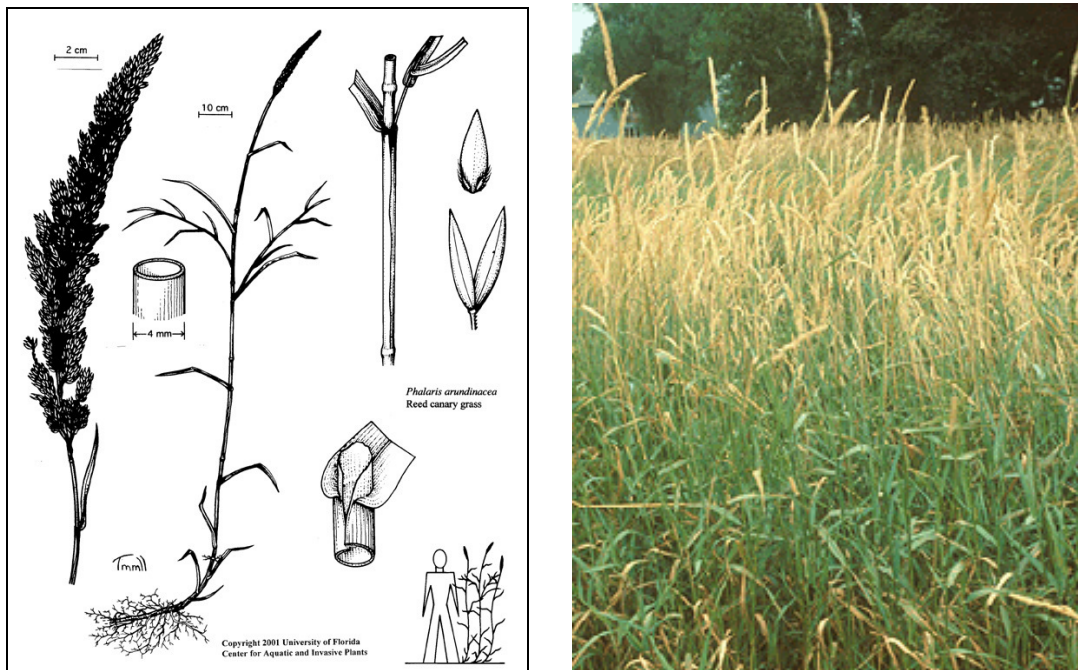 2 cm
10 cm
4 mm
Phalaris arundinacea
Reed canary grass
Copyright 2001 University of Florida
Center for Aquatic and Invasive Plants